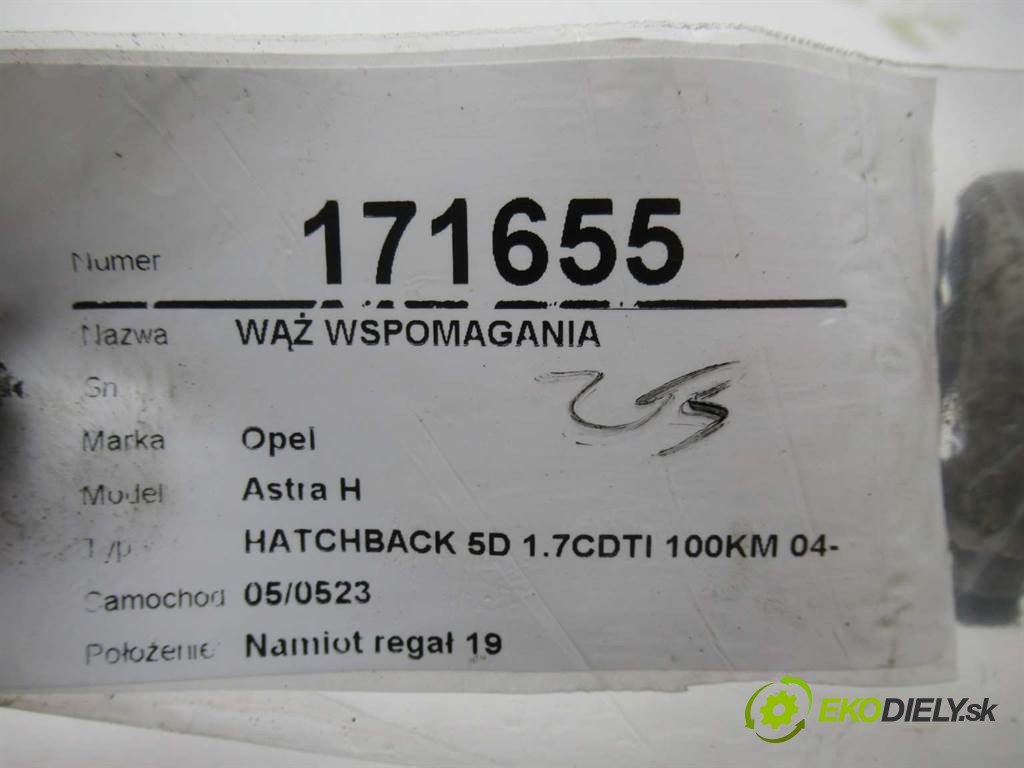 Numer 171655
Nazwa WĄŻ WSPOMAGANIA
Sn
Marka Opel
Model Astra H
Typ HATCHBACK 5D 1.7CDTI 100KM 04-
Samochod 05/0523
Położenie Namiot regał 19
EKODIELY.sk